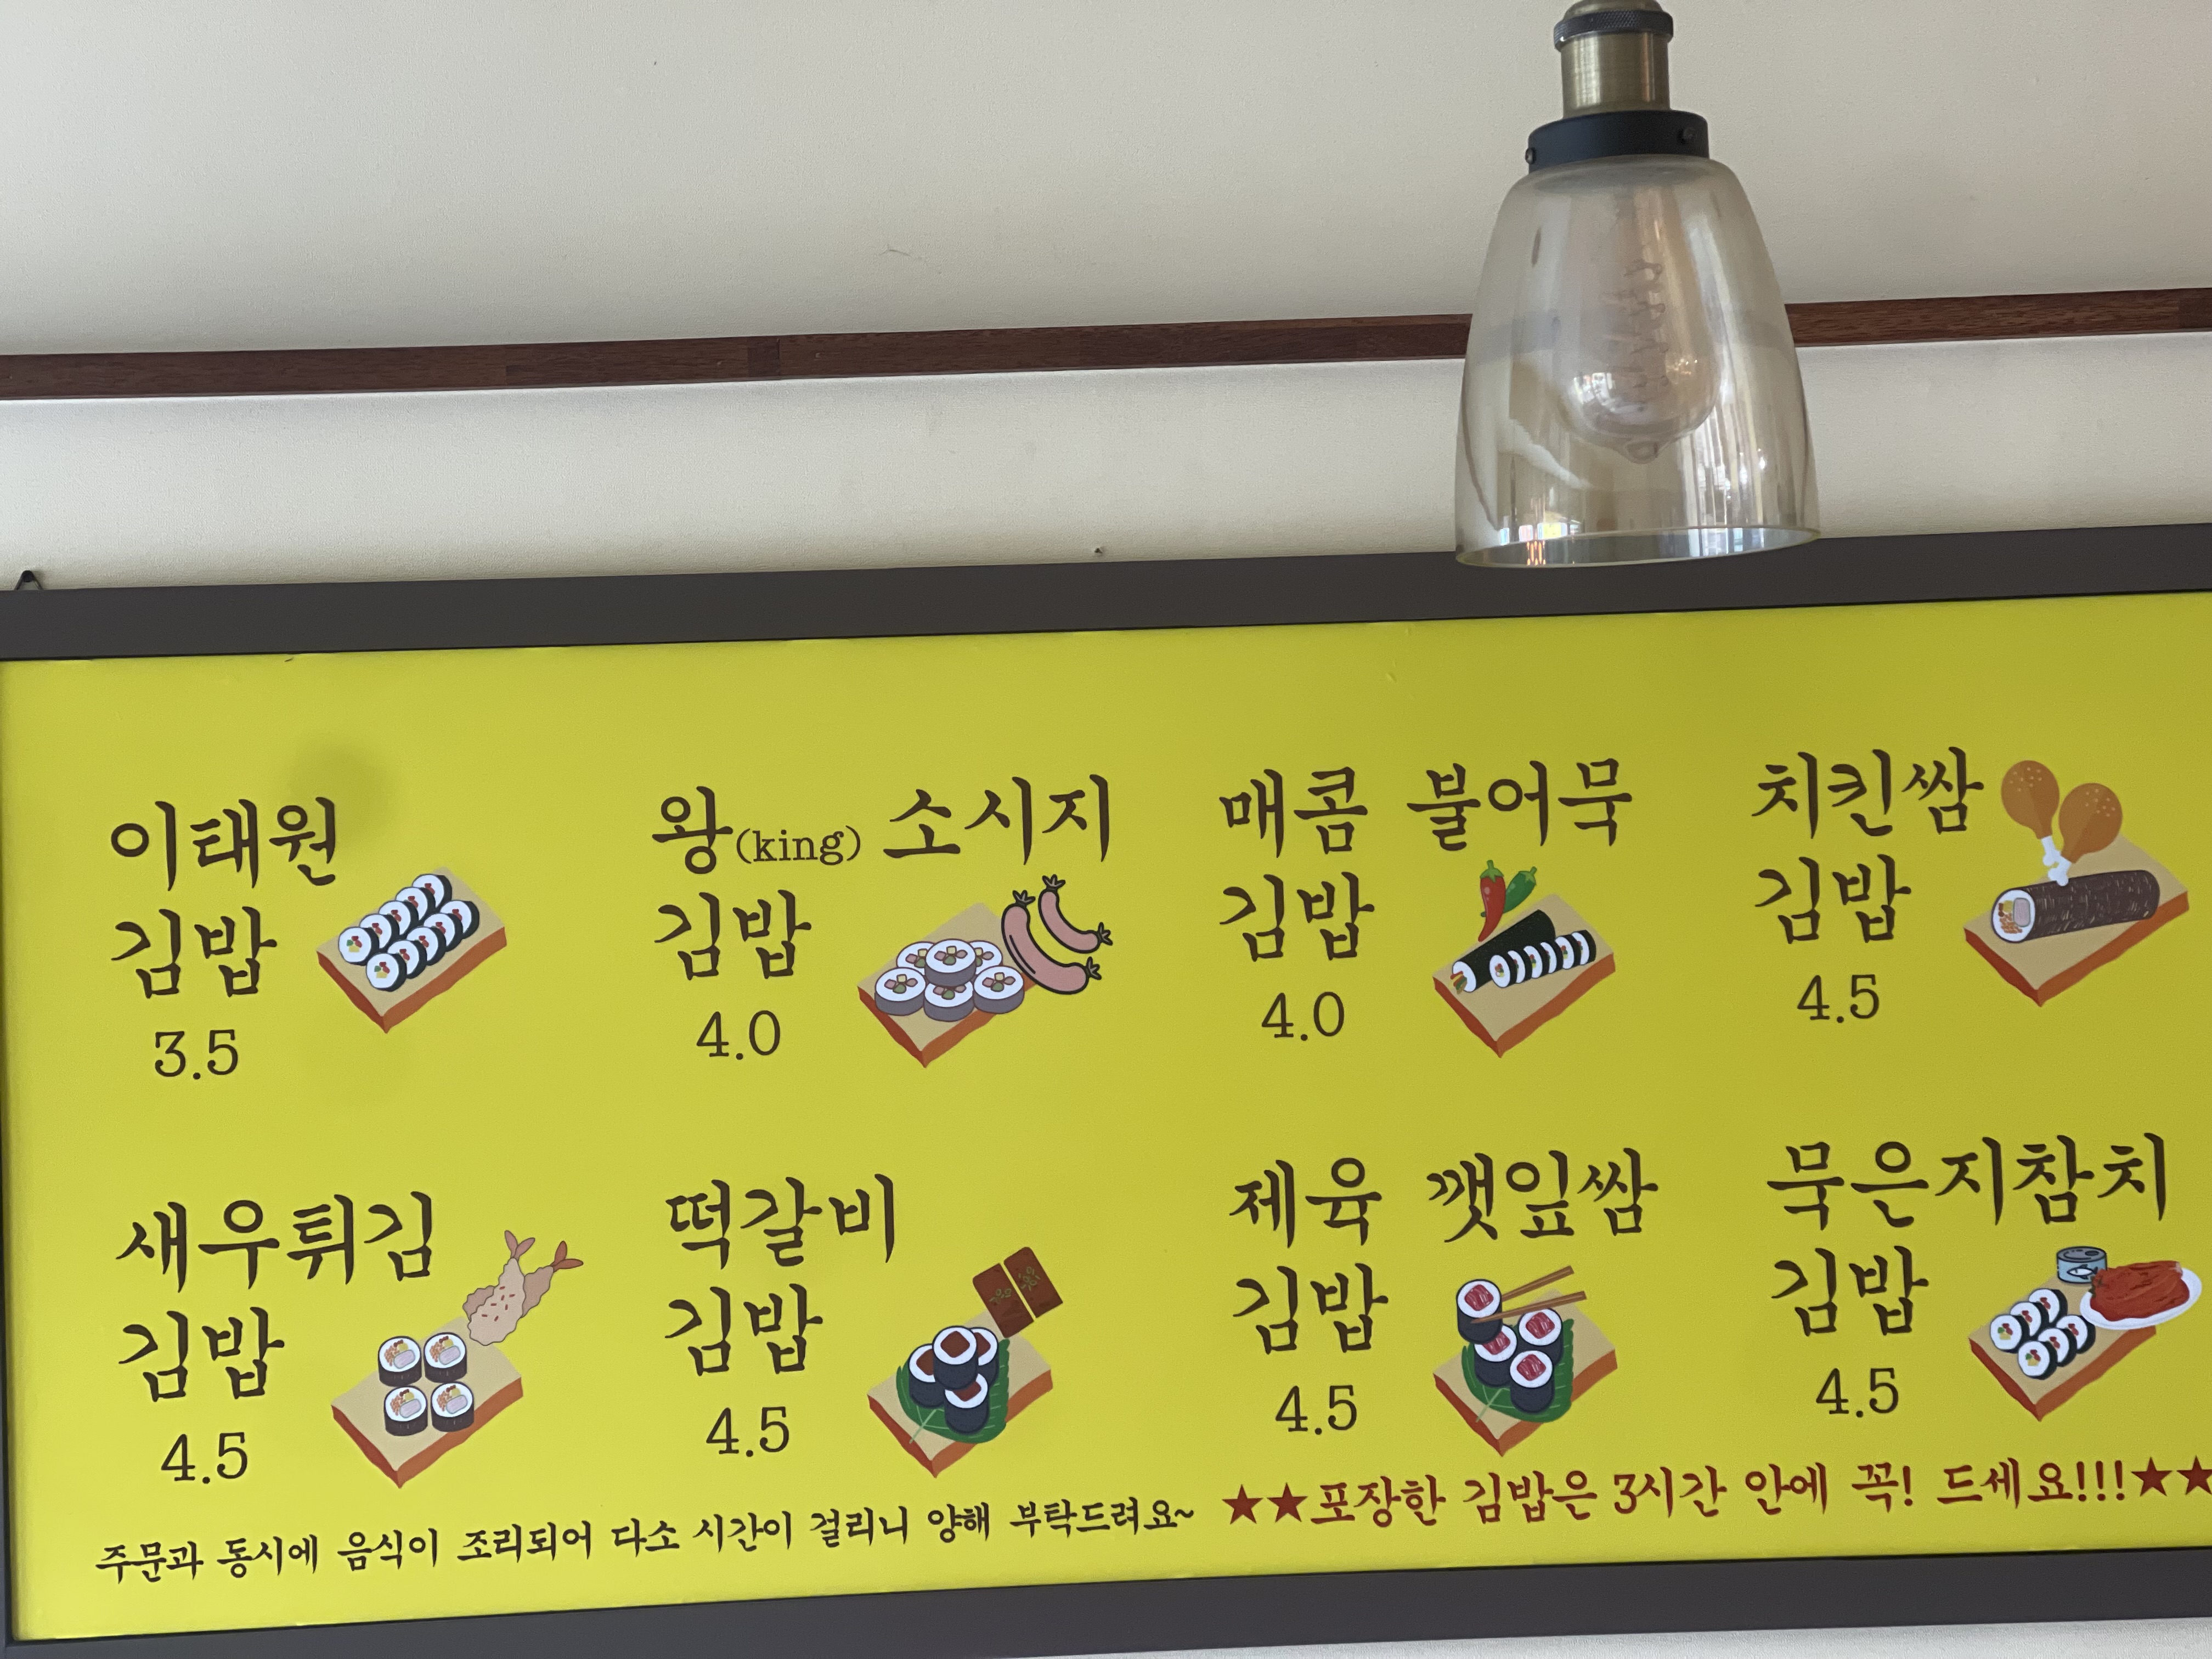 이태원
김밥
3.5
왕(king) 소시지
김밥
4.0
매콤 불어묵
김밥
4.0
치킨쌈
김밥
4.5
새우튀김
김밥
4.5
떡갈비
김밥
4.5
제육 깻잎쌈
김밥
4.5
묵은지참치
김밥
4.5
주문과 동시에 음식이 조리되어 다소 시간이 걸리니 양해 부탁드려요~
★★포장한 김밥은 3시간 안에 꼭! 드세요!!!★★